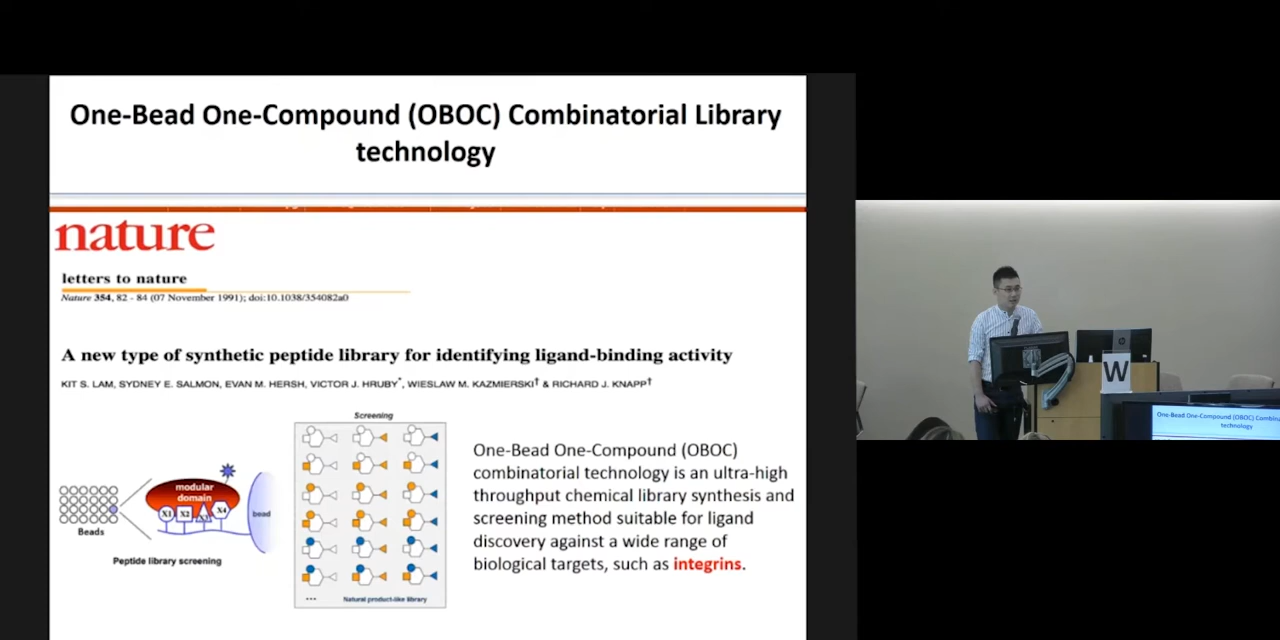 One-Bead One-Compound (OBOC) Combinatorial Library
technology
nature
letters to nature
Nature 354, 82 - 84 (07 November 1991); doi:10.1038/354082a0
A new type of synthetic peptide library for identifying ligand-binding activity
KIT S. LAM, SYDNEY E. SALMON, EVAN M. HERSH, VICTOR J. HRUBY*, WIESLAW M. KAZMIERSKI† & RICHARD J. KNAPP†
Screening
modular
domain
X1 X2 X3 X4
bead
Beads
Peptide library screening
...
Natural product-like library
One-Bead One-Compound (OBOC)
combinatorial technology is an ultra-high
throughput chemical library synthesis and
screening method suitable for ligand
discovery against a wide range of
biological targets, such as integrins.
W
One-Bead One-Compound (OBOC) Combina
technology